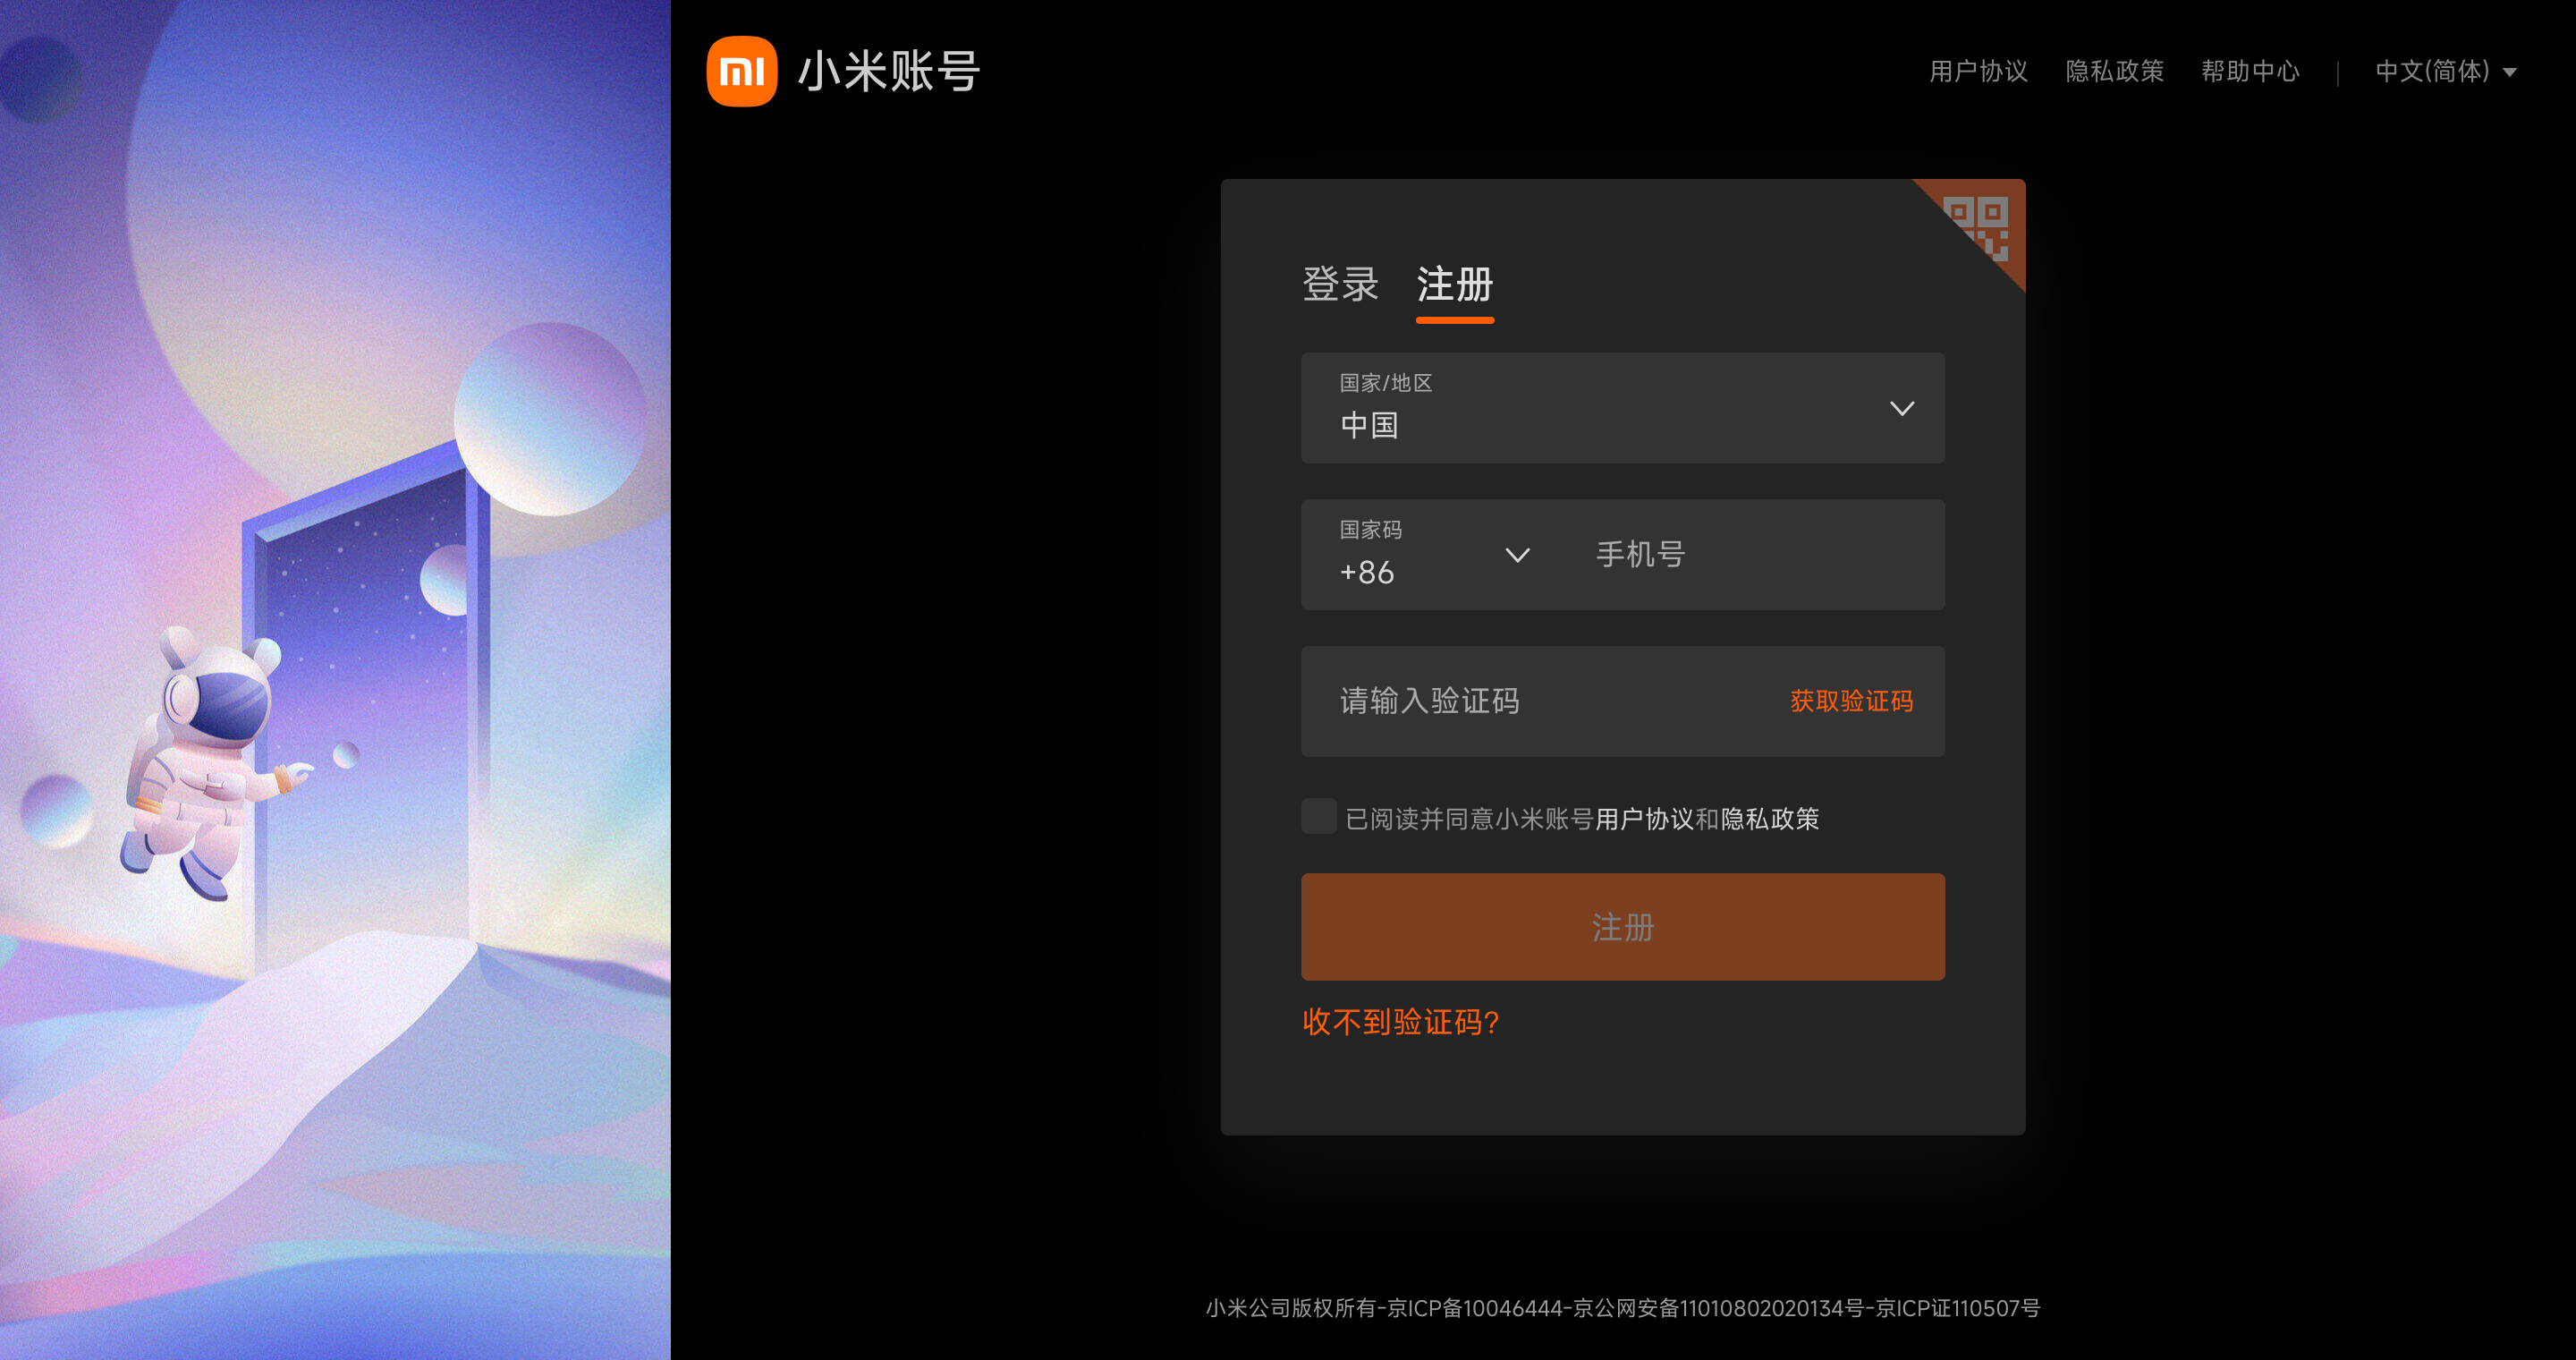 小米账号
用户协议 隐私政策 帮助中心 | 中文(简体)
登录 注册
国家/地区
中国
国家码
+86
手机号
请输入验证码 获取验证码
已阅读并同意小米账号用户协议和隐私政策
注册
收不到验证码?
小米公司版权所有-京ICP备10046444-京公网安备11010802020134号-京ICP证110507号